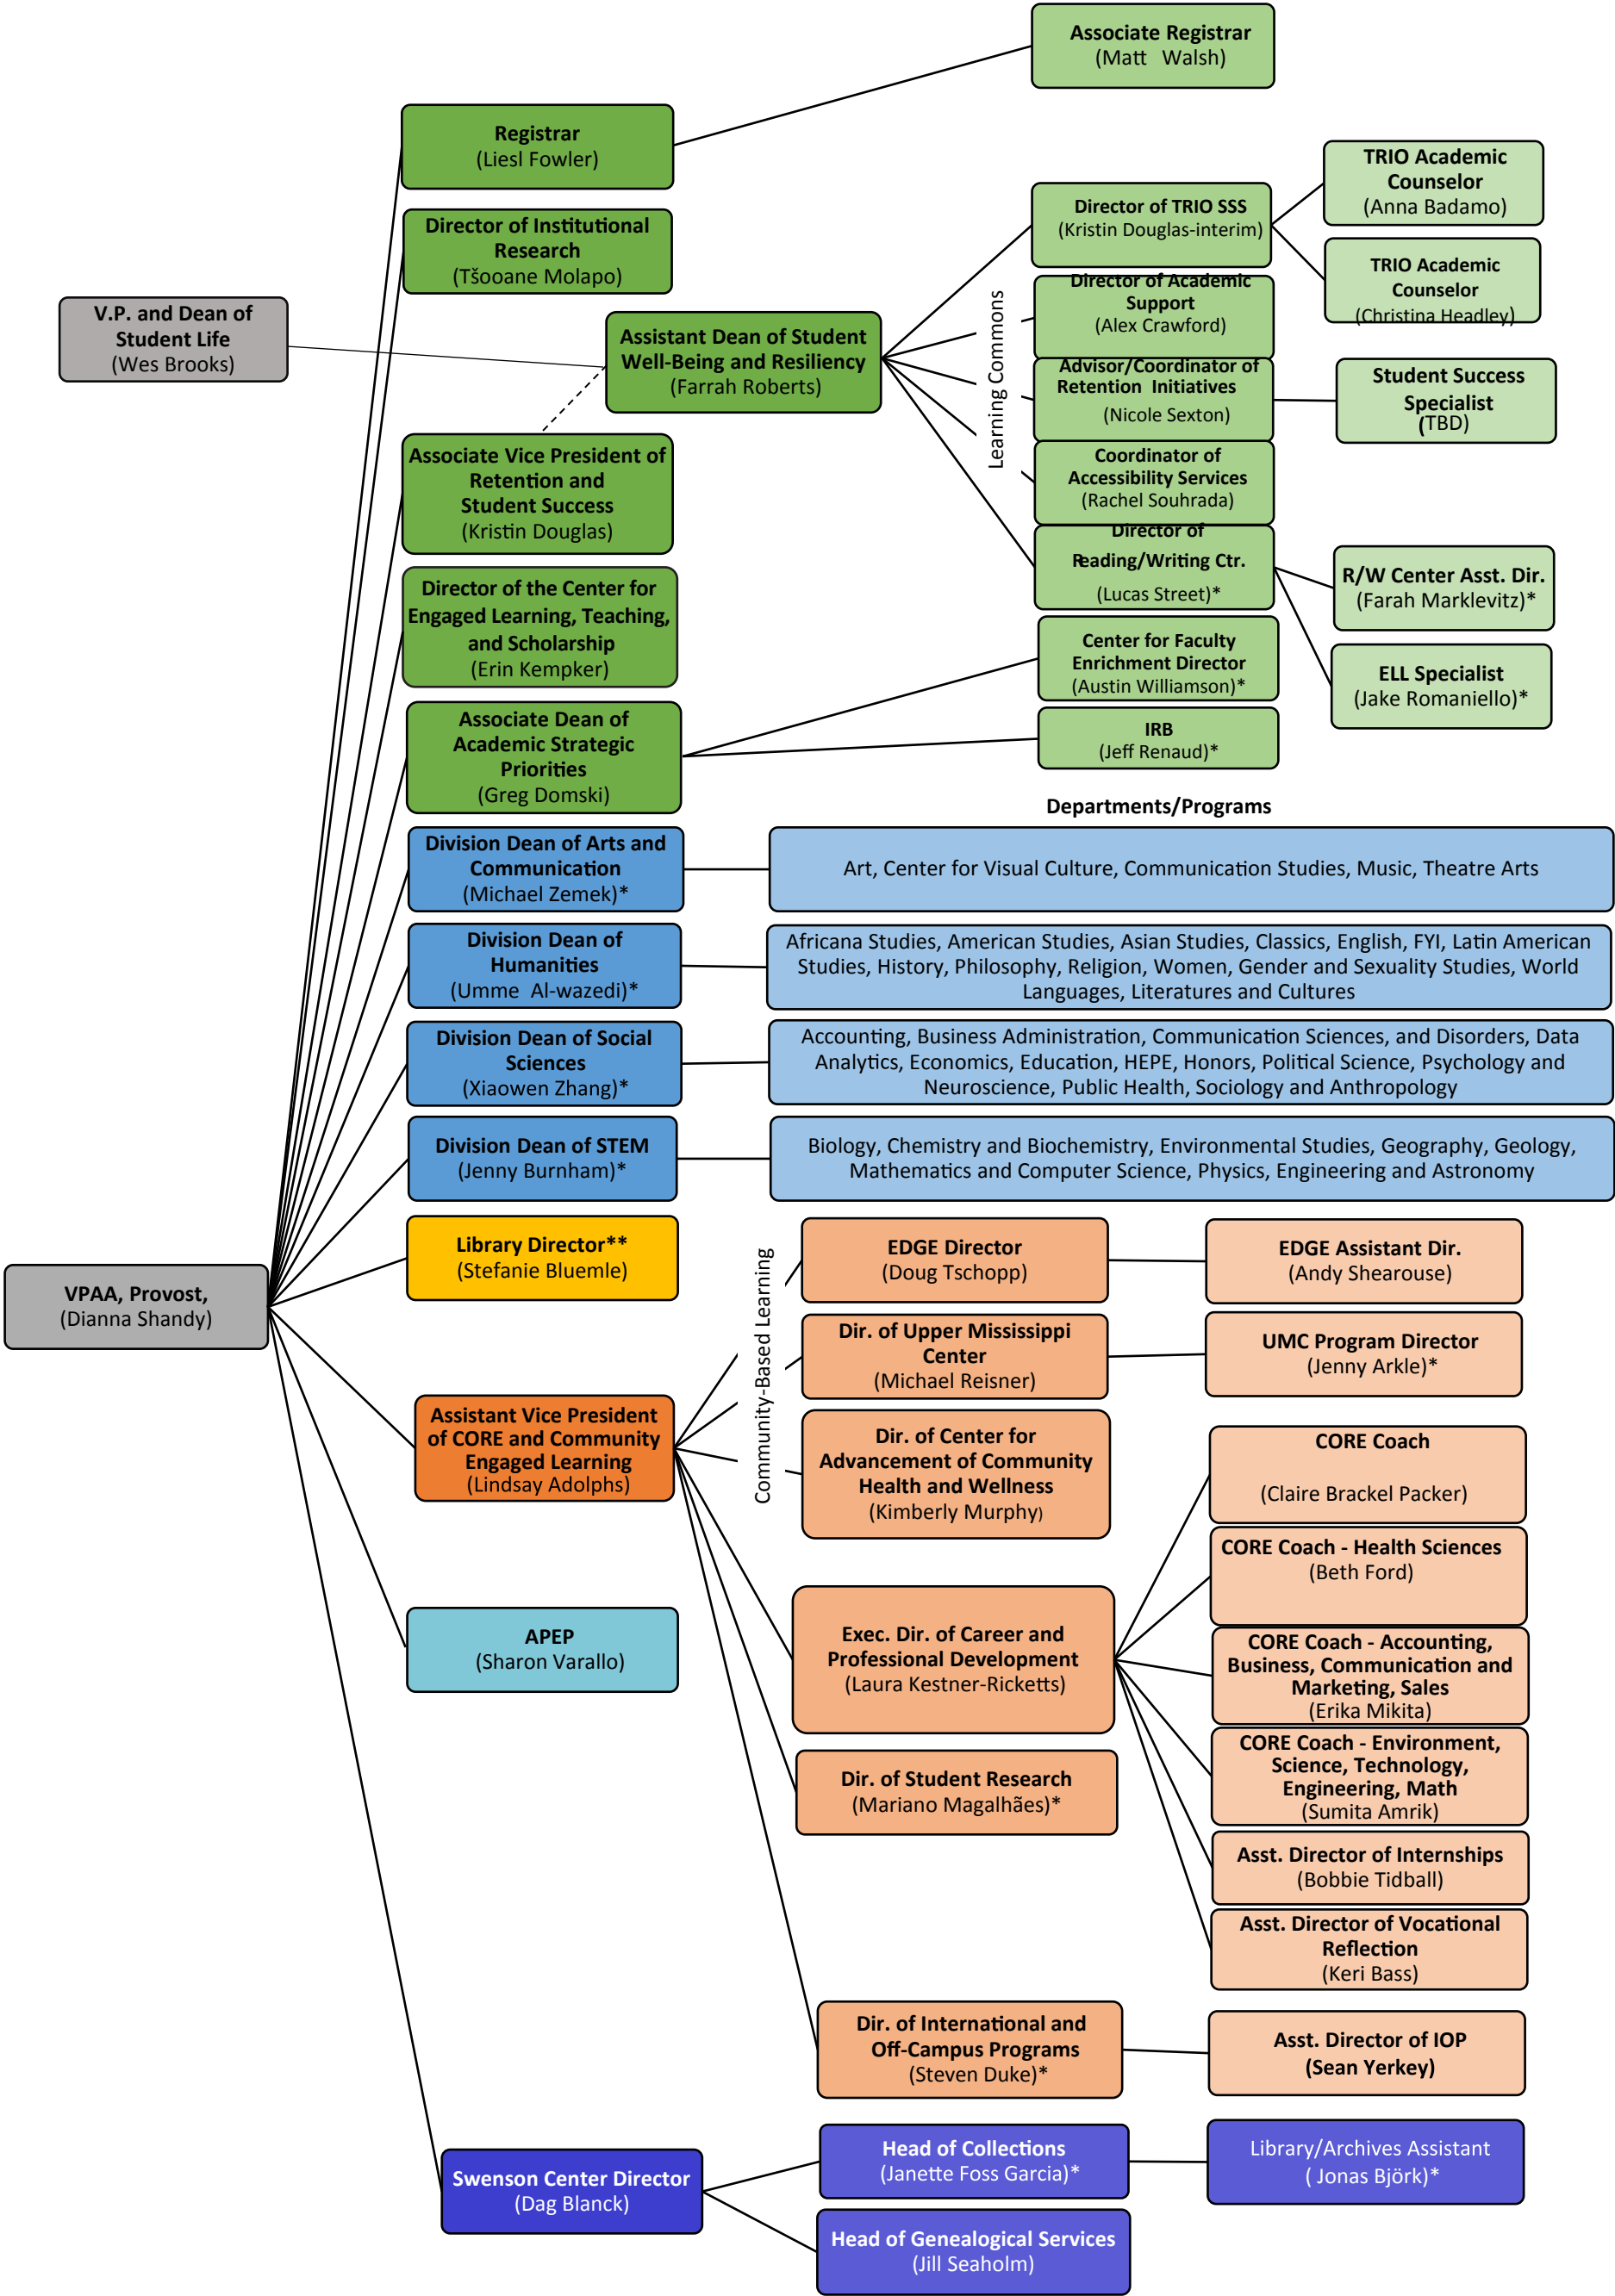 Associate Registrar
(Matt Walsh)
Registrar
(Liesl Fowler)
Director of Institutional
Research
(Tšooane Molapo)
V.P. and Dean of
Student Life
(Wes Brooks)
Assistant Dean of Student
Well-Being and Resiliency
(Farrah Roberts)
Learning Commons
Director of TRIO SSS
(Kristin Douglas-interim)
TRIO Academic
Counselor
(Anna Badamo)
TRIO Academic
Counselor
(Christina Headley)
Director of Academic
Support
(Alex Crawford)
Advisor/Coordinator of
Retention Initiatives
(Nicole Sexton)
Student Success
Specialist
(TBD)
Coordinator of
Accessibility Services
(Rachel Souhrada)
Director of
Reading/Writing Ctr.
(Lucas Street)*
R/W Center Asst. Dir.
(Farah Marklevitz)*
ELL Specialist
(Jake Romaniello)*
Associate Vice President of
Retention and
Student Success
(Kristin Douglas)
Director of the Center for
Engaged Learning, Teaching,
and Scholarship
(Erin Kempker)
Associate Dean of
Academic Strategic
Priorities
(Greg Domski)
Center for Faculty
Enrichment Director
(Austin Williamson)*
IRB
(Jeff Renaud)*
Departments/Programs
Division Dean of Arts and
Communication
(Michael Zemek)*
Art, Center for Visual Culture, Communication Studies, Music, Theatre Arts
Division Dean of
Humanities
(Umme Al-wazedi)*
Africana Studies, American Studies, Asian Studies, Classics, English, FYI, Latin American
Studies, History, Philosophy, Religion, Women, Gender and Sexuality Studies, World
Languages, Literatures and Cultures
Division Dean of Social
Sciences
(Xiaowen Zhang)*
Accounting, Business Administration, Communication Sciences, and Disorders, Data
Analytics, Economics, Education, HEPE, Honors, Political Science, Psychology and
Neuroscience, Public Health, Sociology and Anthropology
Division Dean of STEM
(Jenny Burnham)*
Biology, Chemistry and Biochemistry, Environmental Studies, Geography, Geology,
Mathematics and Computer Science, Physics, Engineering and Astronomy
Library Director**
(Stefanie Bluemle)
VPAA, Provost,
(Dianna Shandy)
Assistant Vice President
of CORE and Community
Engaged Learning
(Lindsay Adolphs)
Community-Based Learning
EDGE Director
(Doug Tschopp)
EDGE Assistant Dir.
(Andy Shearouse)
Dir. of Upper Mississippi
Center
(Michael Reisner)
UMC Program Director
(Jenny Arkle)*
Dir. of Center for
Advancement of Community
Health and Wellness
(Kimberly Murphy)
Exec. Dir. of Career and
Professional Development
(Laura Kestner-Ricketts)
CORE Coach
(Claire Brackel Packer)
CORE Coach - Health Sciences
(Beth Ford)
CORE Coach - Accounting,
Business, Communication and
Marketing, Sales
(Erika Mikita)
CORE Coach - Environment,
Science, Technology,
Engineering, Math
(Sumita Amrik)
Asst. Director of Internships
(Bobbie Tidball)
Asst. Director of Vocational
Reflection
(Keri Bass)
APEP
(Sharon Varallo)
Dir. of Student Research
(Mariano Magalhães)*
Dir. of International and
Off-Campus Programs
(Steven Duke)*
Asst. Director of IOP
(Sean Yerkey)
Swenson Center Director
(Dag Blanck)
Head of Collections
(Janette Foss Garcia)*
Library/Archives Assistant
( Jonas Björk)*
Head of Genealogical Services
(Jill Seaholm)